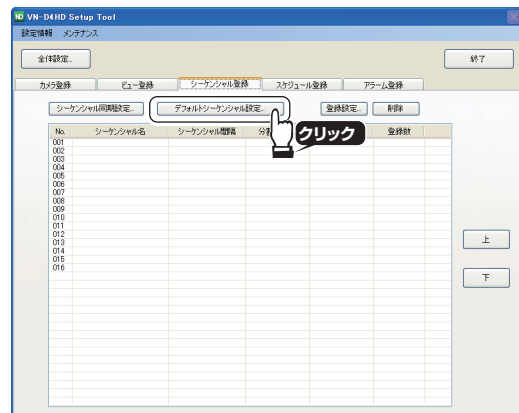 VN-D4HD Setup Tool
設定情報 メンテナンス
全体設定... 終了
カメラ登録 ビュー登録 シーケンシャル登録 スケジュール登録 アラーム登録
シーケンシャル同期設定... デフォルトシーケンシャル設定... 登録設定... 削除
No. シーケンシャル名 シーケンシャル間隔 登録数
クリック
001
002
003
004
005
006
007
008
009
010
011
012
013
014
015
016
上
下